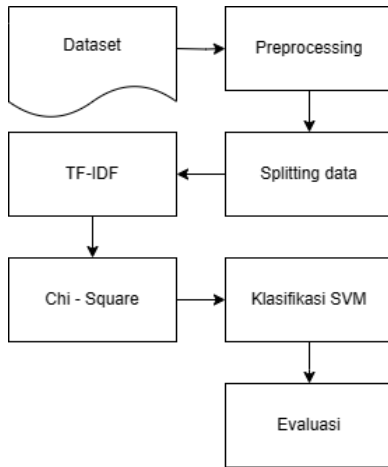 Dataset
Preprocessing
Splitting data
TF-IDF
Chi - Square
Klasifikasi SVM
Evaluasi